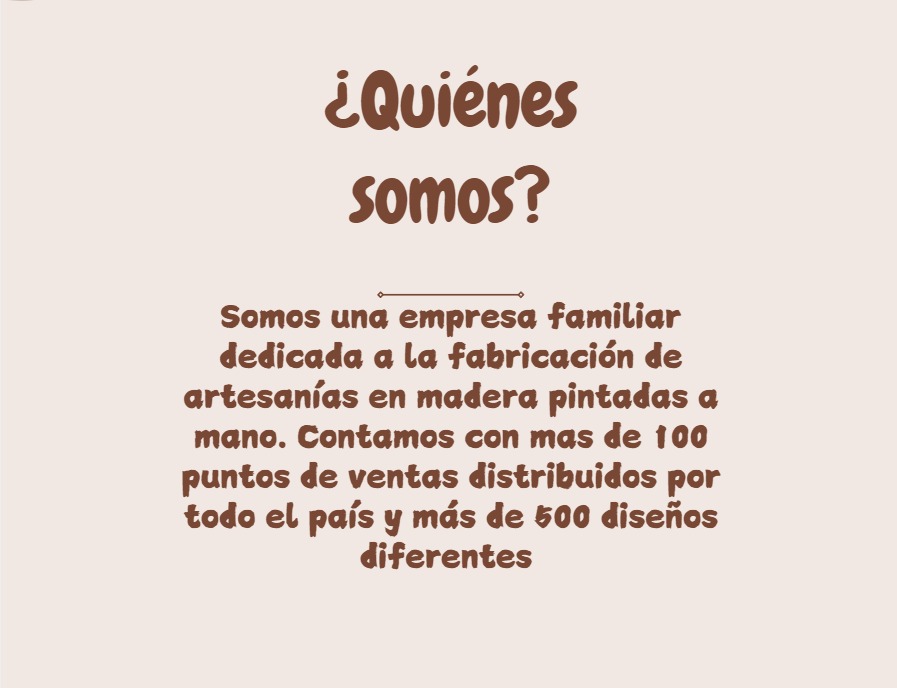 ¿Quiénes
somos?
Somos una empresa familiar
dedicada a la fabricación de
artesanías en madera pintadas a
mano. Contamos con mas de 100
puntos de ventas distribuidos por
todo el país y más de 500 diseños
diferentes